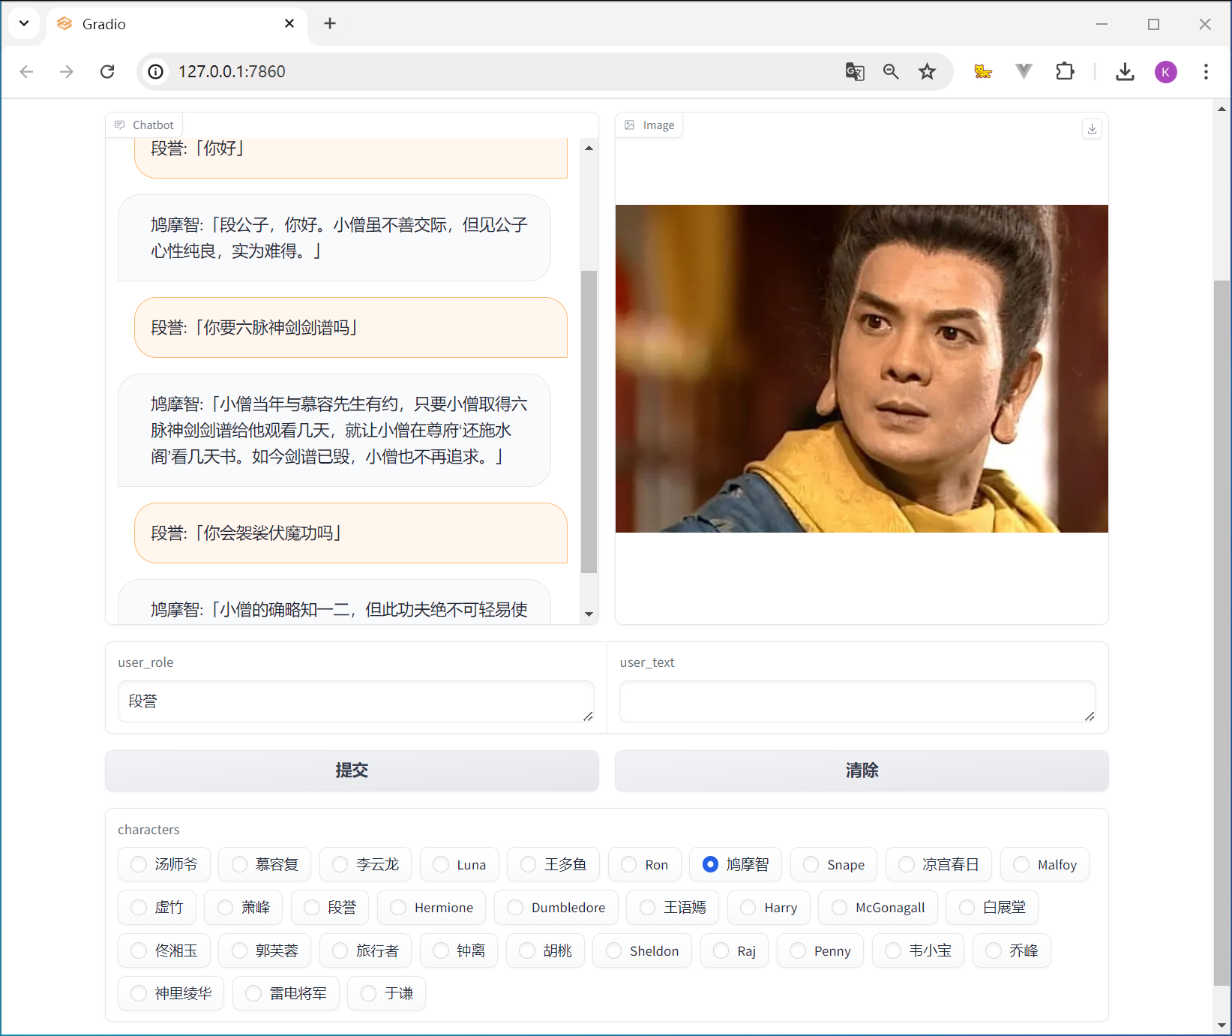 Gradio
127.0.0.1:7860
K
Chatbot
段誉:「你好」
鸠摩智:「段公子，你好。小僧虽不善交际，但见公子
心性纯良，实为难得。」
段誉:「你要六脉神剑剑谱吗」
鸠摩智:「小僧当年与慕容先生有约，只要小僧取得六
脉神剑剑谱给他观看几天，就让小僧在尊府‘还施水
阁’看几天书。如今剑谱已毁，小僧也不再追求。」
段誉:「你会袈裟伏魔功吗」
鸠摩智:「小僧的确略知一二，但此功夫绝不可轻易使
Image
user_role
段誉
user_text
提交
清除
characters
汤师爷 慕容复 李云龙 Luna 王多鱼 Ron 鸠摩智 Snape 凉宫春日 Malfoy
虚竹 萧峰 段誉 Hermione Dumbledore 王语嫣 Harry McGonagall 白展堂
佟湘玉 郭芙蓉 旅行者 钟离 胡桃 Sheldon Raj Penny 韦小宝 乔峰
神里绫华 雷电将军 于谦